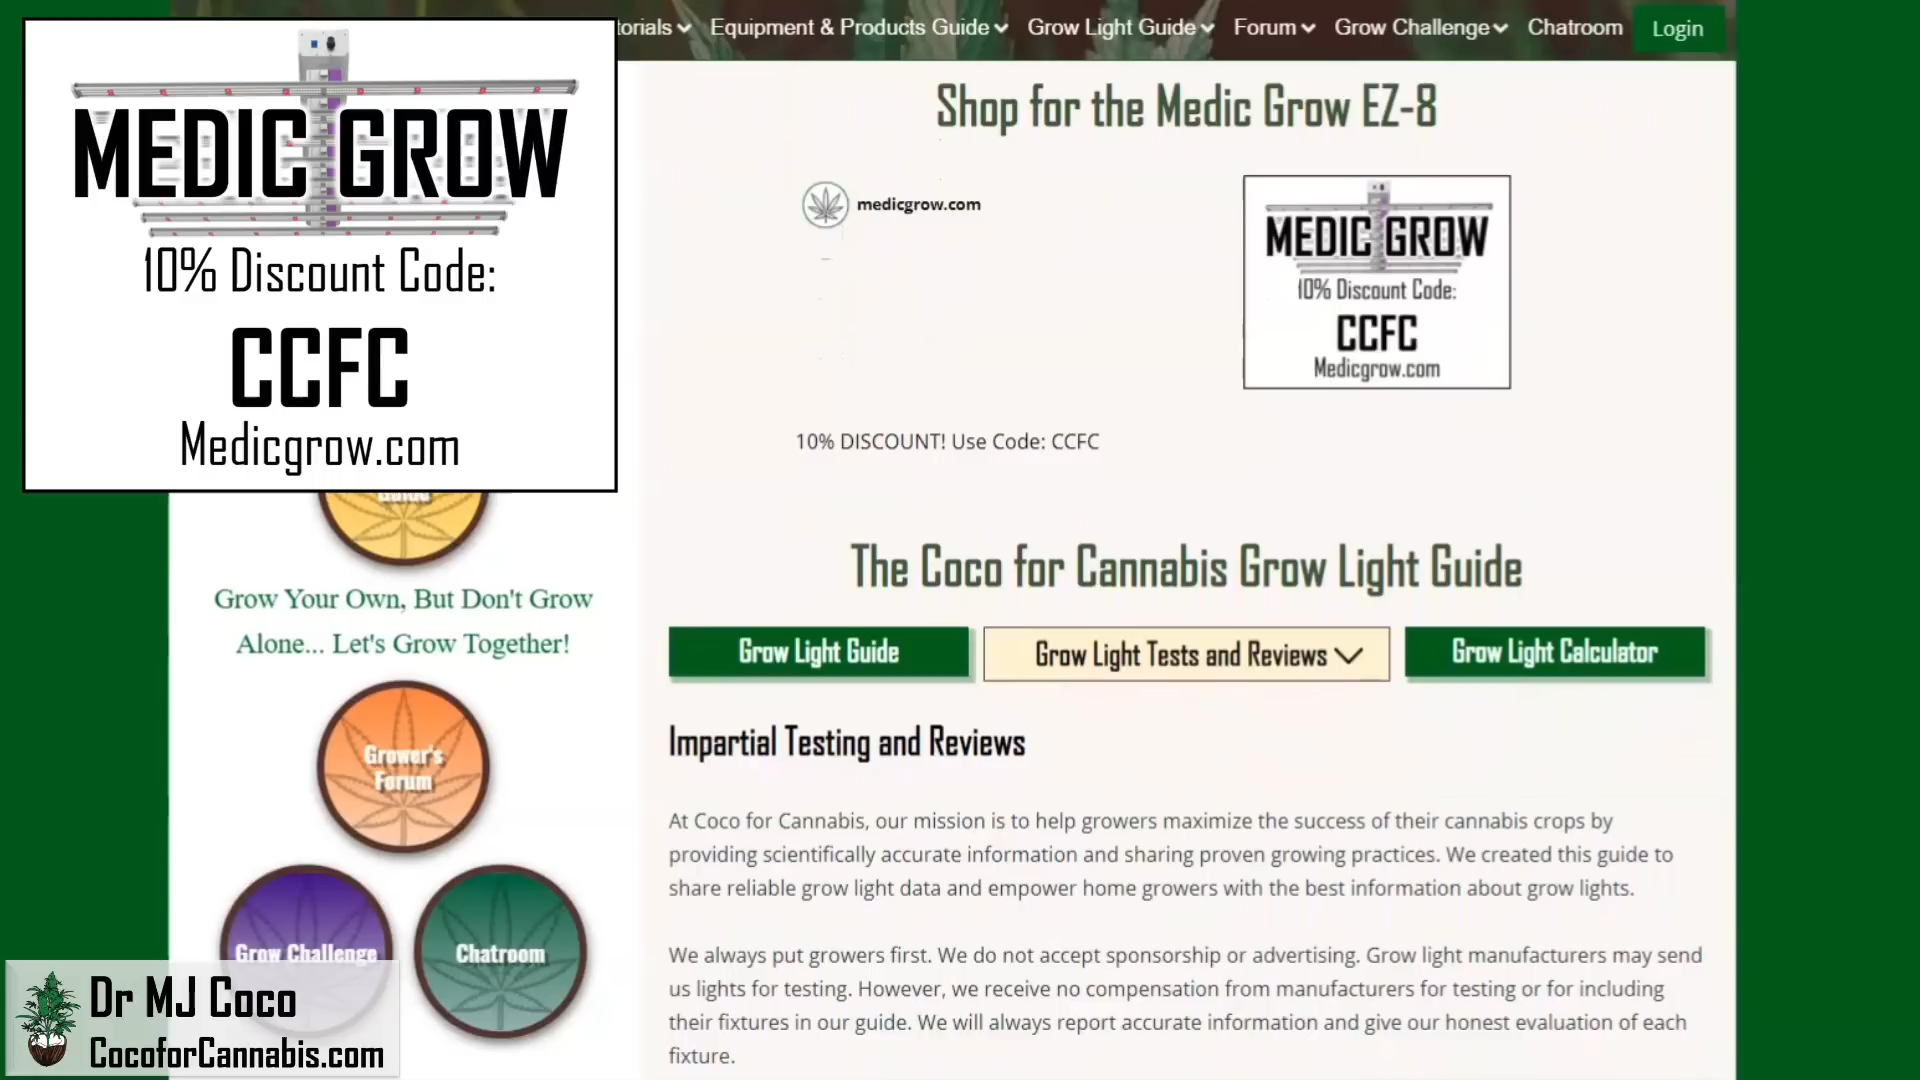 torials
Equipment & Products Guide
Grow Light Guide
Forum
Grow Challenge
Chatroom
Login
MEDIC GROW
10% Discount Code:
CCFC
Medicgrow.com
Shop for the Medic Grow EZ-8
medicgrow.com
MEDIC GROW
10% Discount Code:
CCFC
Medicgrow.com
10% DISCOUNT! Use Code: CCFC
Guide
Grow Your Own, But Don't Grow
Alone... Let's Grow Together!
Grower's
Forum
Grow Challenge
Chatroom
The Coco for Cannabis Grow Light Guide
Grow Light Guide
Grow Light Tests and Reviews
Grow Light Calculator
Impartial Testing and Reviews
At Coco for Cannabis, our mission is to help growers maximize the success of their cannabis crops by
providing scientifically accurate information and sharing proven growing practices. We created this guide to
share reliable grow light data and empower home growers with the best information about grow lights.
We always put growers first. We do not accept sponsorship or advertising. Grow light manufacturers may send
us lights for testing. However, we receive no compensation from manufacturers for testing or for including
their fixtures in our guide. We will always report accurate information and give our honest evaluation of each
fixture.
Dr MJ Coco
CocoforCannabis.com